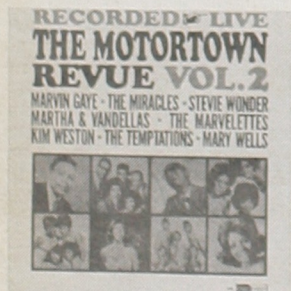 RECORDED LIVE
THE MOTORTOWN
REVUE VOL.2
MARVIN GAYE · THE MIRACLES · STEVIE WONDER
MARTHA & VANDELLAS · THE MARVELETTES
KIM WESTON · THE TEMPTATIONS · MARY WELLS